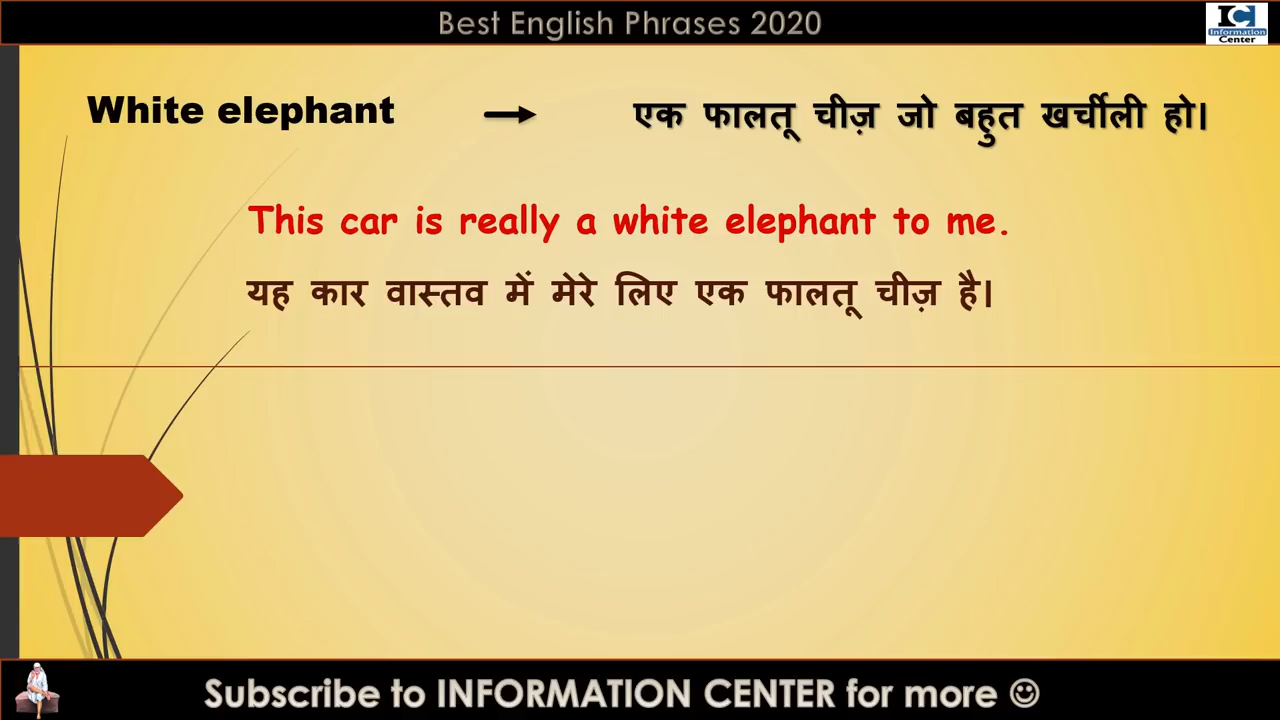 Best English Phrases 2020
IC
Information
Center
White elephant → एक फालतू चीज़ जो बहुत खर्चीली हो।
This car is really a white elephant to me.
यह कार वास्तव में मेरे लिए एक फालतू चीज़ है।
Subscribe to INFORMATION CENTER for more ☺